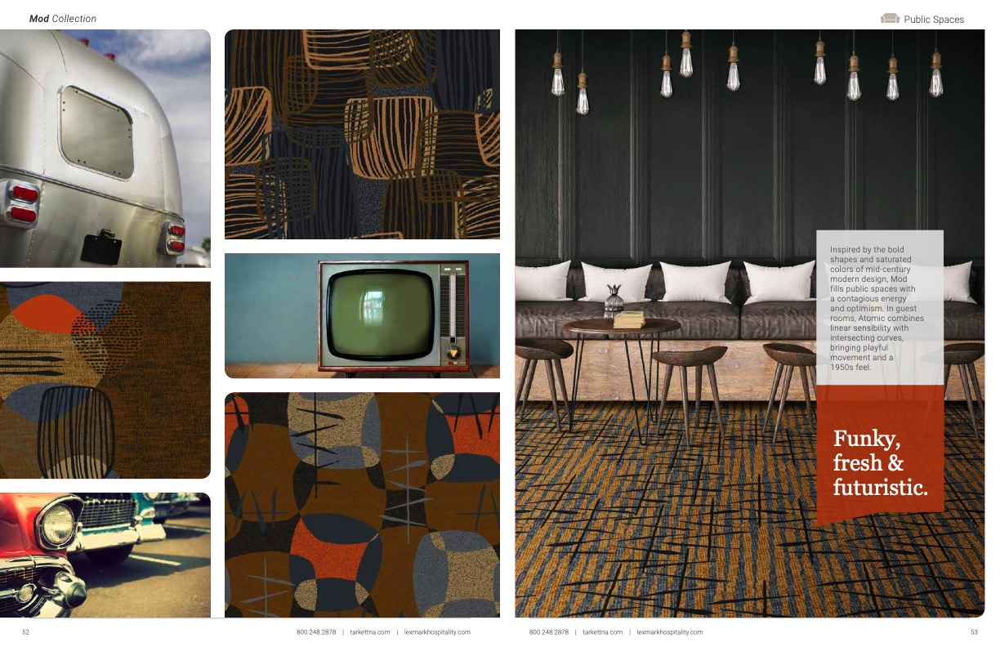 Mod Collection
Public Spaces
Inspired by the bold
shapes and saturated
colors of mid-century
modern design, Mod
fills public spaces with
a contagious energy
and optimism. In guest
rooms, Atomic combines
linear sensibility with
intersecting curves,
bringing playful
movement and a
1950s feel.
Funky,
fresh &
futuristic.
52
800.248.2878 | tarkettna.com | lexmarkhospitality.com
800.248.2878 | tarkettna.com | lexmarkhospitality.com
53